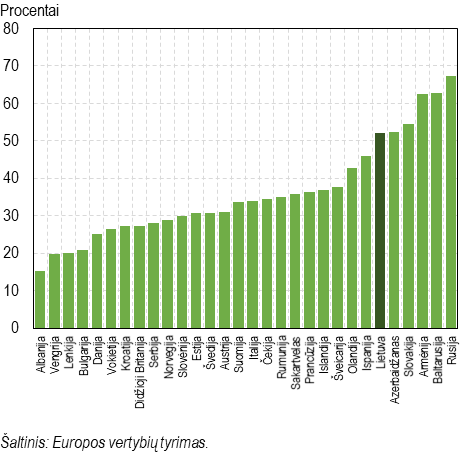 Procentai
80
70
60
50
40
30
20
10
0
Albanija
Vengrija
Lenkija
Bulgarija
Danija
Vokietija
Kroatija
Didžioji Britanija
Serbija
Norvegija
Slovėnija
Estija
Švedija
Austrija
Suomija
Italija
Čekija
Rumunija
Sakartvelas
Prancūzija
Islandija
Šveicarija
Olandija
Ispanija
Lietuva
Azerbaidžanas
Slovakija
Armėnija
Baltarusija
Rusija
Šaltinis: Europos vertybių tyrimas.